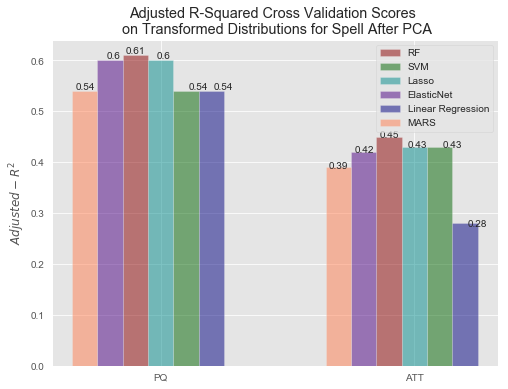 Adjusted R-Squared Cross Validation Scores
on Transformed Distributions for Spell After PCA
RF
SVM
Lasso
ElasticNet
Linear Regression
MARS
0.54 0.6 0.61 0.6 0.54 0.54
0.39 0.42 0.45 0.43 0.43 0.28
Adjusted − R²
0.6
0.5
0.4
0.3
0.2
0.1
0.0
PQ ATT